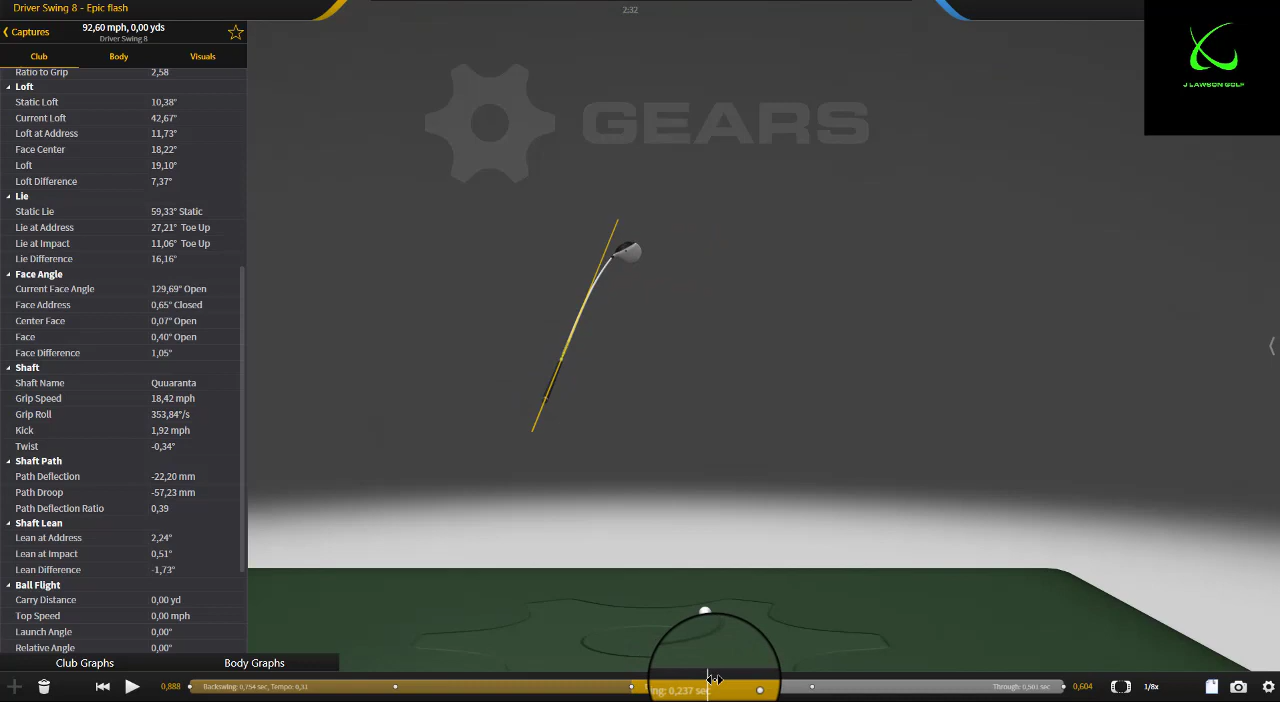 Driver Swing 8 - Epic flash
2:32
Captures
92,60 mph, 0,00 yds
Driver Swing 8
Club Body Visuals
Ratio to Grip 2,58
Loft
Static Loft 10,38°
Current Loft 42,67°
Loft at Address 11,73°
Face Center 18,22°
Loft 19,10°
Loft Difference 7,37°
Lie
Static Lie 59,33° Static
Lie at Address 27,21° Toe Up
Lie at Impact 11,06° Toe Up
Lie Difference 16,16°
Face Angle
Current Face Angle 129,69° Open
Face Address 0,65° Closed
Center Face 0,07° Open
Face 0,40° Open
Face Difference 1,05°
Shaft
Shaft Name Quuaranta
Grip Speed 18,42 mph
Grip Roll 353,84°/s
Kick 1,92 mph
Twist -0,34°
Shaft Path
Path Deflection -22,20 mm
Path Droop -57,23 mm
Path Deflection Ratio 0,39
Shaft Lean
Lean at Address 2,24°
Lean at Impact 0,51°
Lean Difference -1,73°
Ball Flight
Carry Distance 0,00 yd
Top Speed 0,00 mph
Launch Angle 0,00°
Relative Angle 0,00°
Club Graphs Body Graphs
GEARS
J LAWSON GOLF
0,888
Backswing: 0,754 sec, Tempo: 3,1
ng: 0,237 sec
Through: 0,501 sec
0,604
1/8x